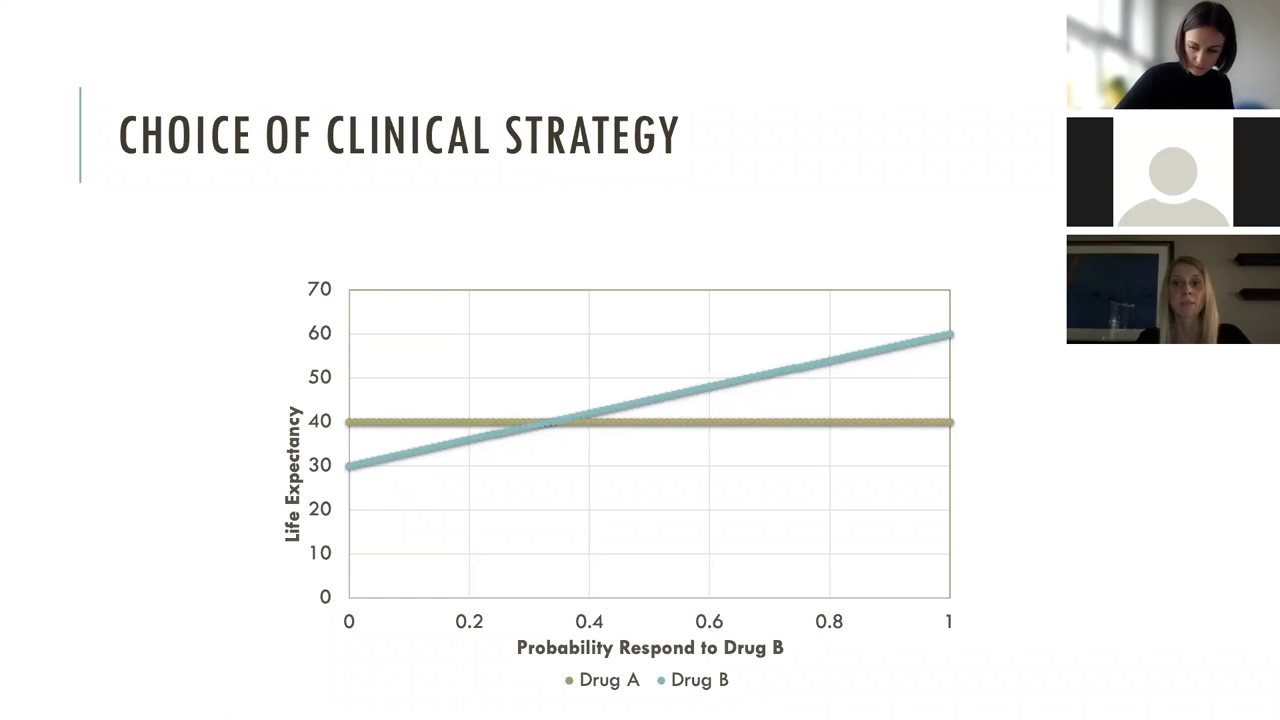 CHOICE OF CLINICAL STRATEGY
70
60
50
40
30
20
10
0
Life Expectancy
0 0.2 0.4 0.6 0.8 1
Probability Respond to Drug B
Drug A Drug B